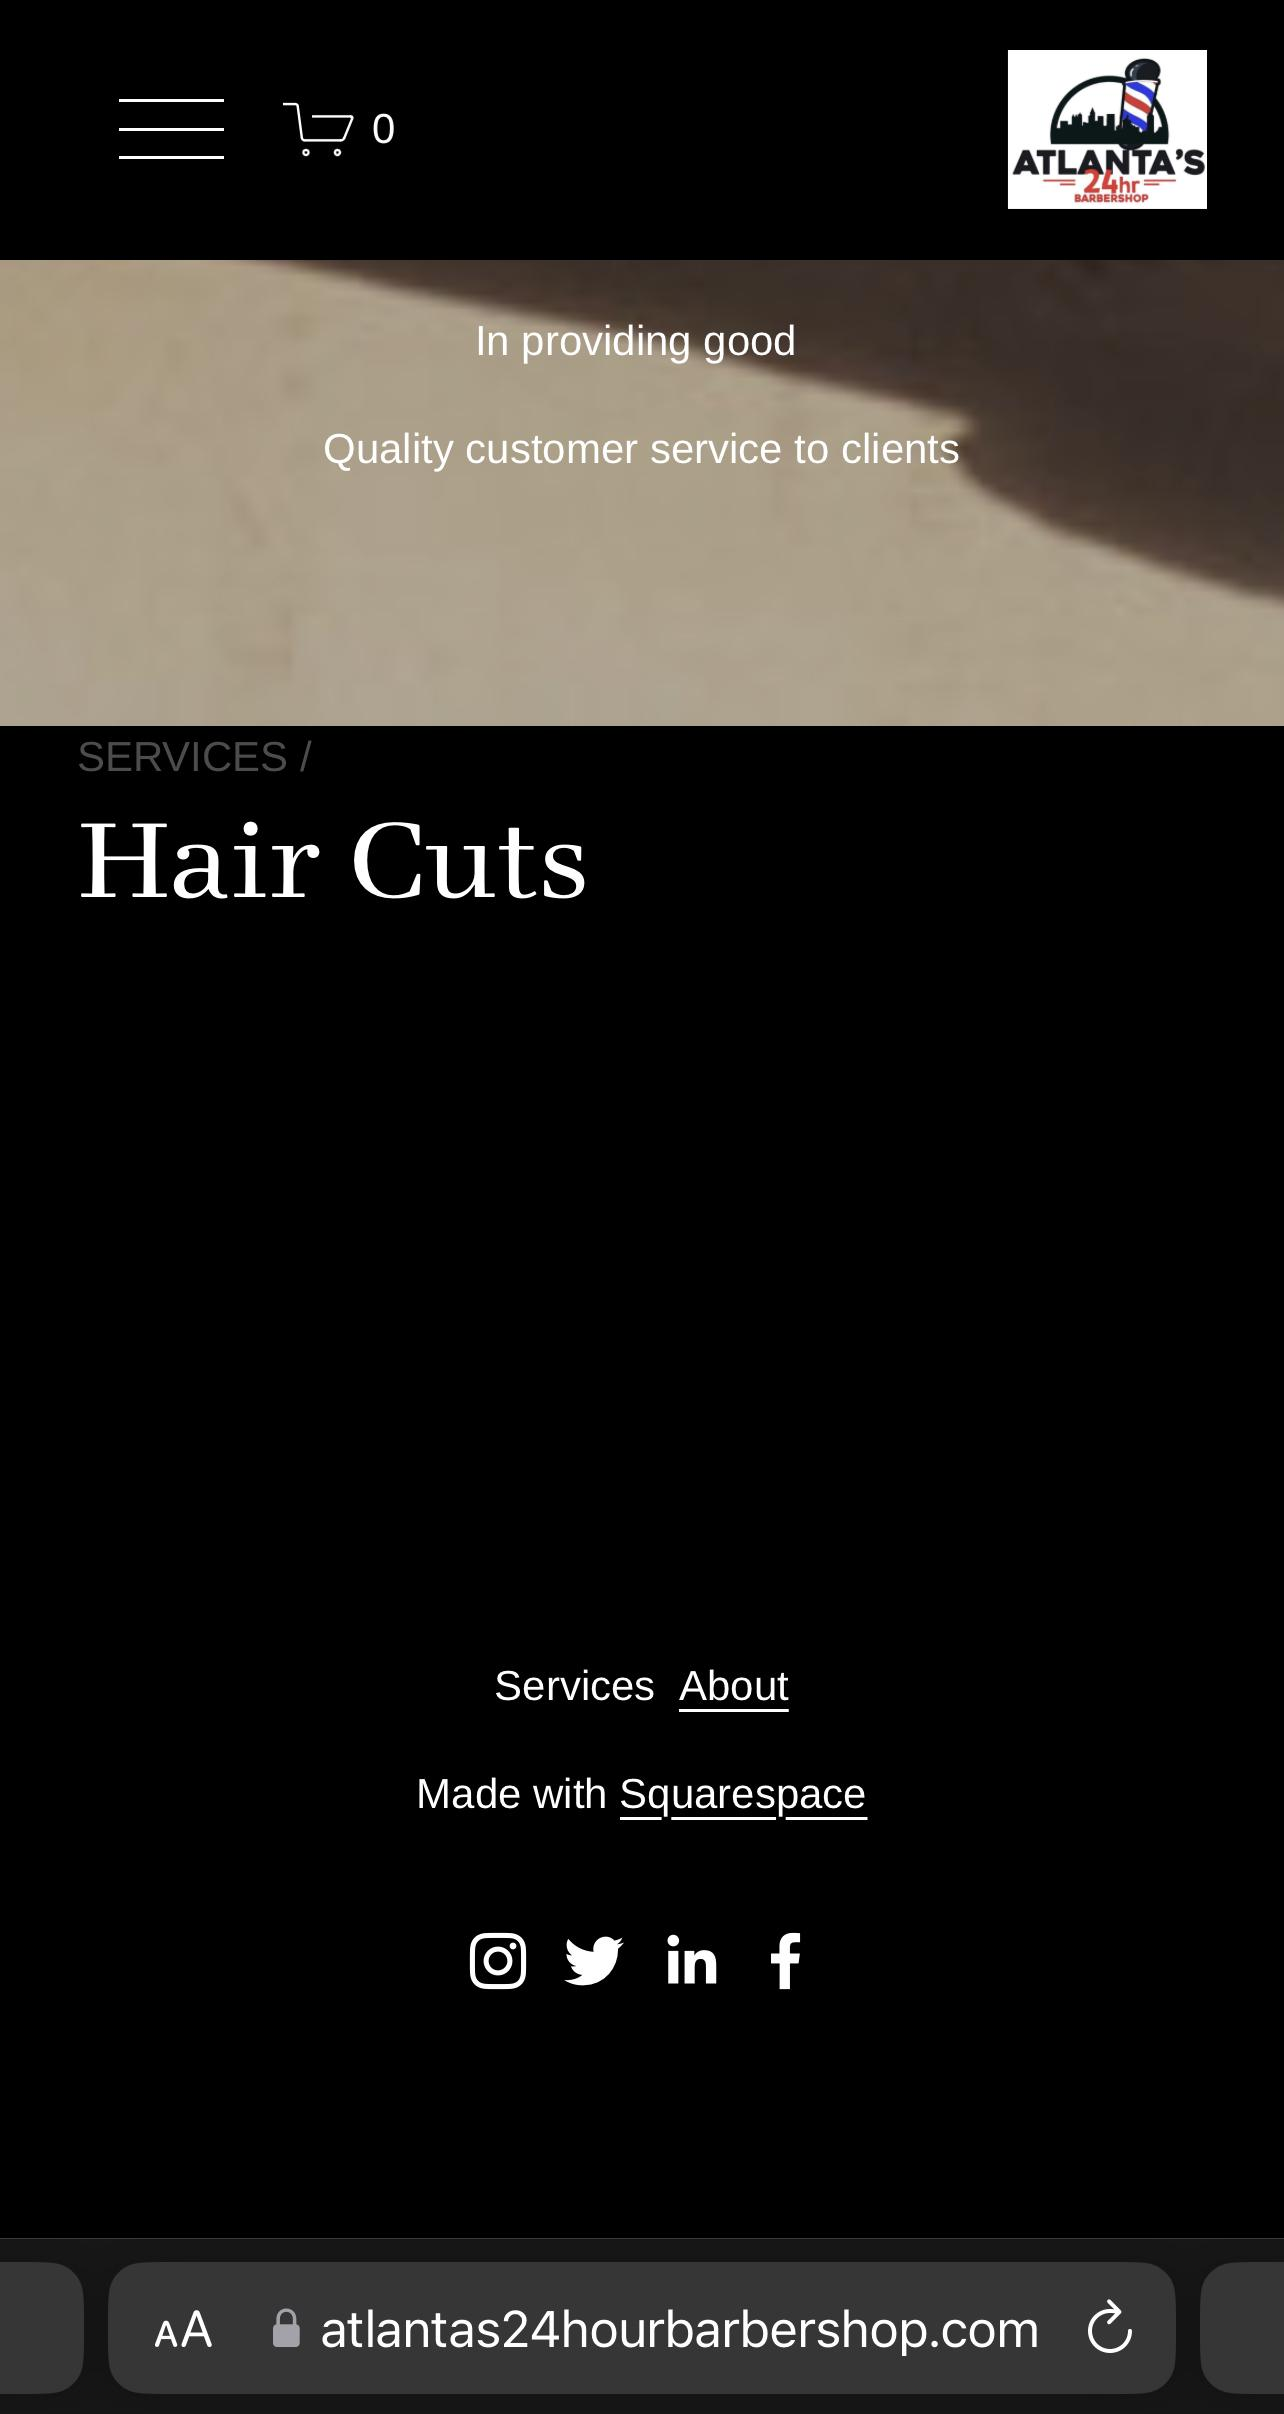 0
ATLANTA'S
24hr
BARBERSHOP
In providing good
Quality customer service to clients
SERVICES /
Hair Cuts
Services About
Made with Squarespace
AA atlantas24hourbarbershop.com